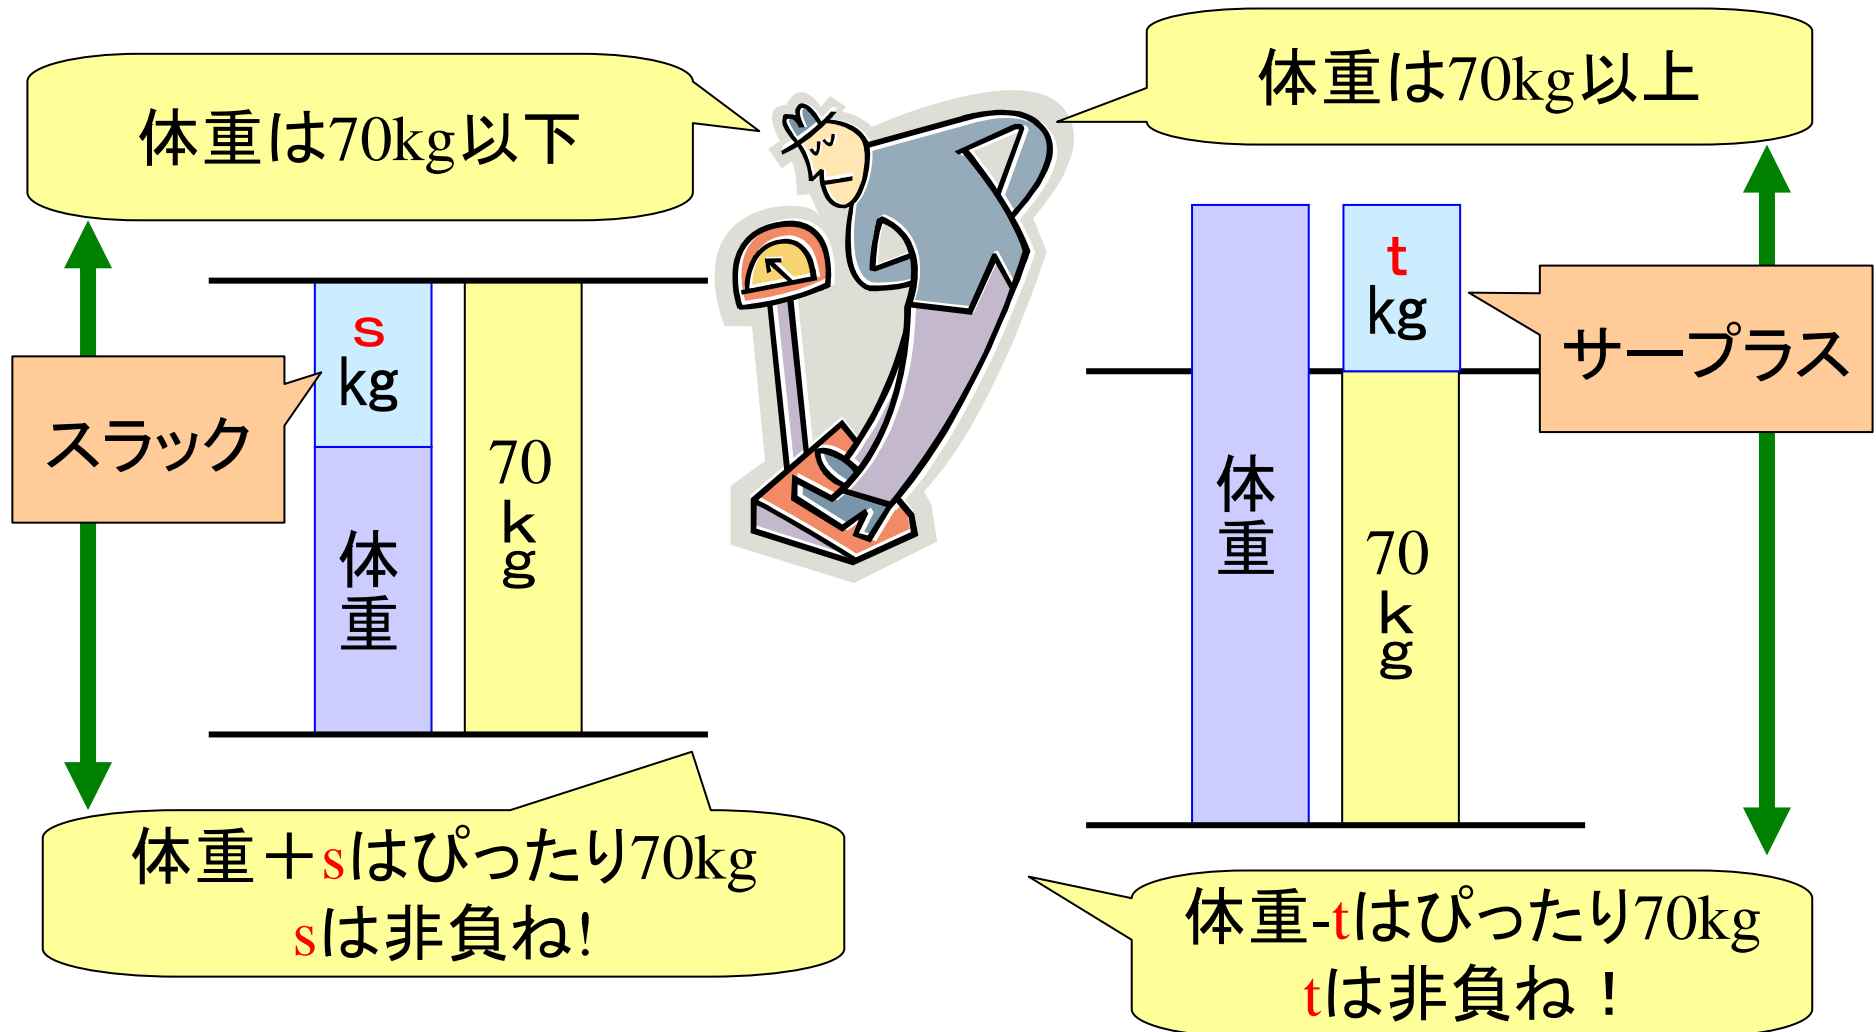 体重は70kg以下
体重は70kg以上
s
kg
スラック
体
重
70
k
g
t
kg
サープラス
体
重
70
k
g
体重＋sはぴったり70kg
sは非負ね!
体重-tはぴったり70kg
tは非負ね！